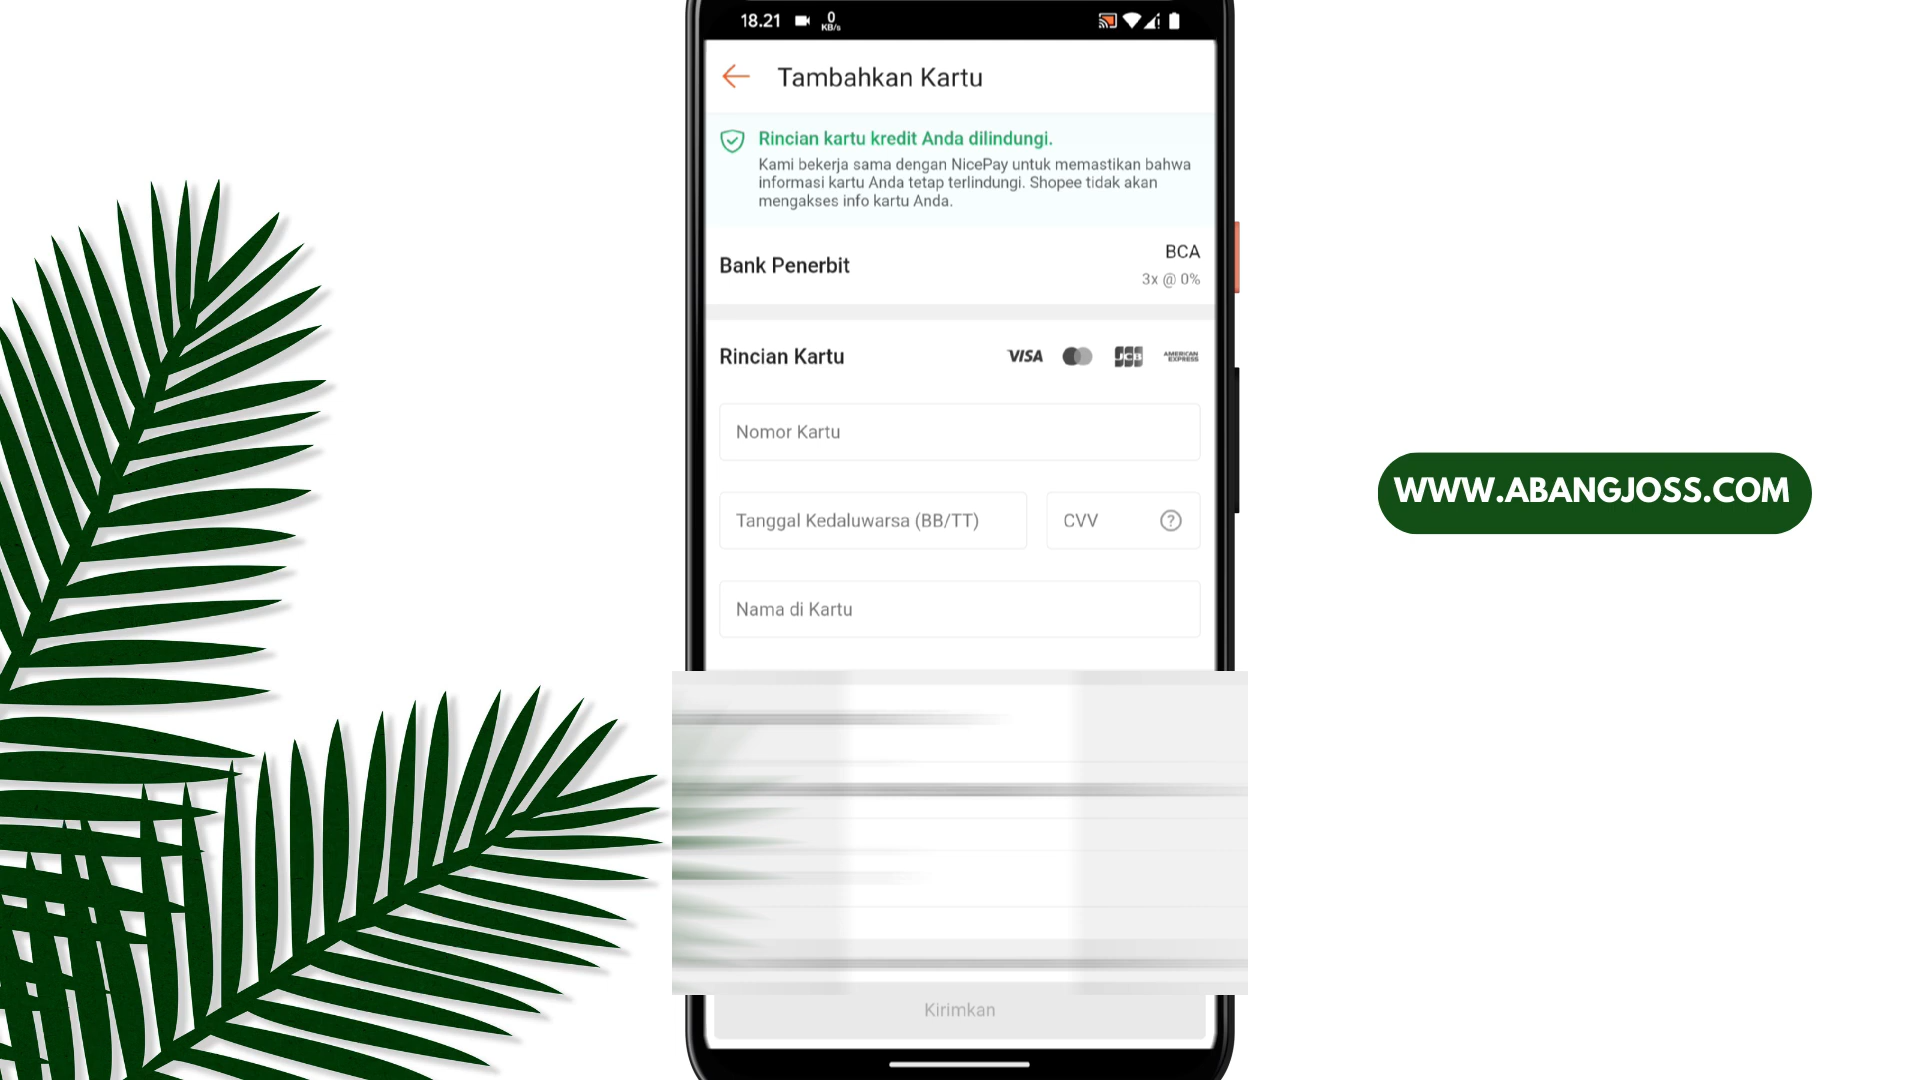 18.21 0
KB/s
Tambahkan Kartu
Rincian kartu kredit Anda dilindungi.
Kami bekerja sama dengan NicePay untuk memastikan bahwa
informasi kartu Anda tetap terlindungi. Shopee tidak akan
mengakses info kartu Anda.
Bank Penerbit
BCA
3x @ 0%
Rincian Kartu VISA JCB AMERICAN EXPRESS
Nomor Kartu
Tanggal Kedaluwarsa (BB/TT) CVV ?
Nama di Kartu
Kirimkan
WWW.ABANGJOSS.COM